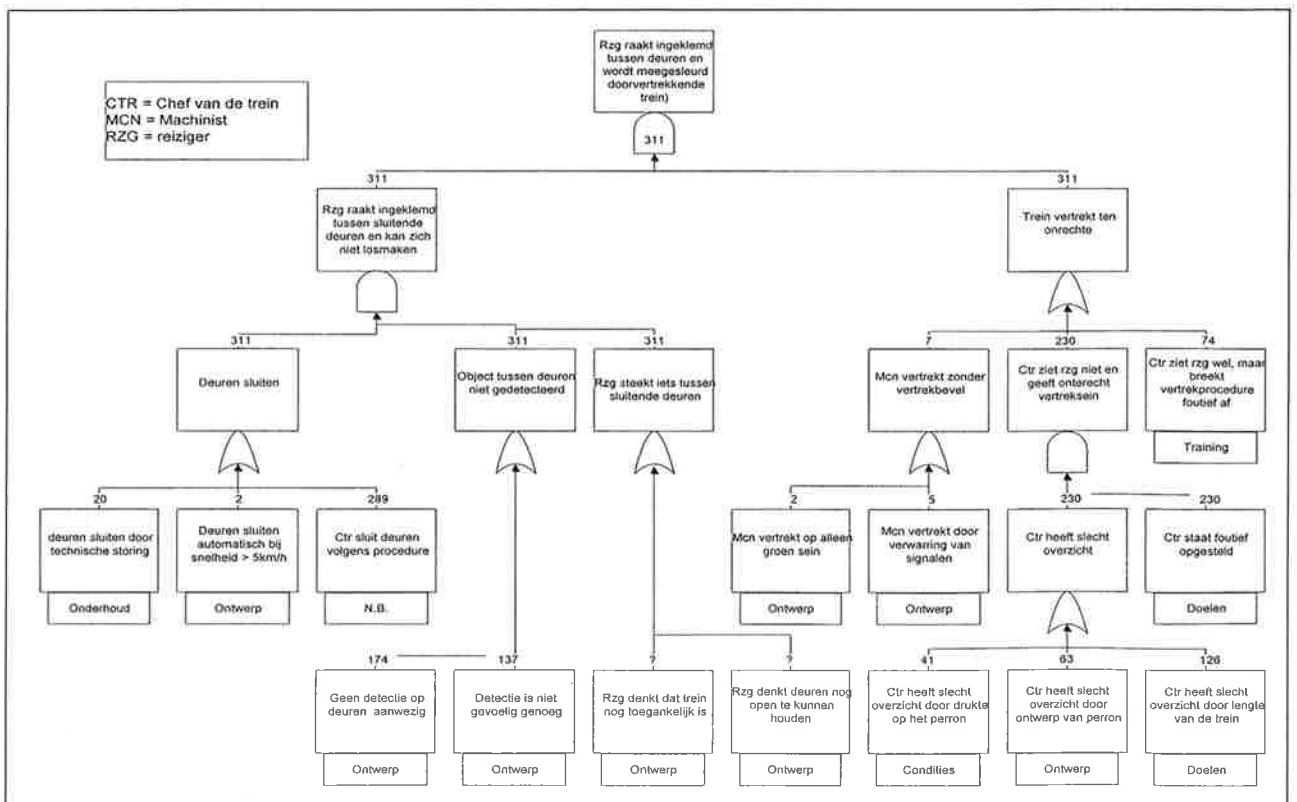 Rzg raakt ingeklemd
tussen deuren en
wordt meegesleurd
doorvertrekkende
trein)
CTR = Chef van de trein
MCN = Machinist
RZG = reiziger
311
311
311
Rzg raakt ingeklemd
tussen sluitende
deuren en kan zich
niet losmaken
Trein vertrekt ten
onrechte
311
311
311
7
230
74
Deuren sluiten
Object tussen deuren
niet gedetecteerd
Rzg steekt iets tussen
sluitende deuren
Mcn vertrekt zonder
vertrekbevel
Ctr ziet rzg niet en
geeft onterecht
vertreksein
Ctr ziet rzg wel, maar
breekt
vertrekprocedure
foutief af
Training
20
2
289
2
5
230
230
deuren sluiten door
technische storing
Onderhoud
Deuren sluiten
automatisch bij
snelheid > 5km/h
Ontwerp
Ctr sluit deuren
volgens procedure
N.B.
Mcn vertrekt op alleen
groen sein
Ontwerp
Mcn vertrekt door
verwarring van
signalen
Ontwerp
Ctr heeft slecht
overzicht
Ctr staat foutief
opgesteld
Doelen
174
137
?
?
41
63
126
Geen detectie op
deuren aanwezig
Ontwerp
Detectie is niet
gevoelig genoeg
Ontwerp
Rzg denkt dat trein
nog toegankelijk is
Ontwerp
Rzg denkt deuren nog
open te kunnen
houden
Ontwerp
Ctr heeft slecht
overzicht door drukte
op het perron
Condities
Ctr heeft slecht
overzicht door
ontwerp van perron
Ontwerp
Ctr heeft slecht
overzicht door lengte
van de trein
Doelen